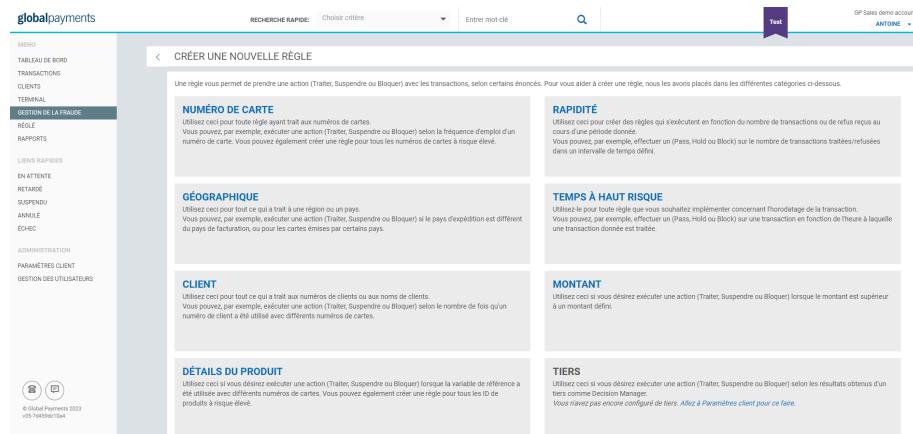 globalpayments
RECHERCHE RAPIDE:
Choisir critère
Entrer mot-clé
Test
GP Sales demo accoun
ANTOINE
MENU
TABLEAU DE BORD
TRANSACTIONS
CLIENTS
TERMINAL
GESTION DE LA FRAUDE
RÉGLÉ
RAPPORTS
LIENS RAPIDES
EN ATTENTE
RETARDÉ
SUSPENDU
ANNULÉ
ÉCHEC
ADMINISTRATION
PARAMÈTRES CLIENT
GESTION DES UTILISATEURS
© Global Payments 2023
CRÉER UNE NOUVELLE RÈGLE
Une règle vous permet de prendre une action (Traiter, Suspendre ou Bloquer) avec les transactions, selon certains énoncés. Pour vous aider à créer une règle, nous les avons placés dans les différentes catégories ci-dessous.
NUMÉRO DE CARTE
Utilisez ceci pour toute règle ayant trait aux numéros de cartes.
Vous pouvez, par exemple, exécuter une action (Traiter, Suspendre ou Bloquer) selon la fréquence d'emploi d'un
numéro de carte. Vous pouvez également créer une règle pour tous les numéros de cartes à risque élevé.
RAPIDITÉ
Utilisez ceci pour créer des règles qui s'exécutent en fonction du nombre de transactions ou de refus reçus au
cours d'une période donnée.
Vous pouvez, par exemple, effectuer un (Pass, Hold ou Block) sur le nombre de transactions traitées/refusées
dans un intervalle de temps défini.
GÉOGRAPHIQUE
Utilisez ceci pour tout ce qui a trait à une région ou un pays.
Vous pouvez, par exemple, exécuter une action (Traiter, Suspendre ou Bloquer) si le pays d'expédition est différent
du pays de facturation, ou pour les cartes émises par certains pays.
TEMPS À HAUT RISQUE
Utilisez-le pour toute règle que vous souhaitez implémenter concernant l'horodatage de la transaction.
Vous pouvez, par exemple, effectuer un (Pass, Hold ou Block) sur une transaction en fonction de l'heure à laquelle
une transaction donnée est traitée.
CLIENT
Utilisez ceci pour tout ce qui a trait aux numéros de clients ou aux noms de clients.
Vous pouvez, par exemple, exécuter une action (Traiter, Suspendre ou Bloquer) selon le nombre de fois qu'un
numéro de client a été utilisé avec différents numéros de cartes.
MONTANT
Utilisez ceci si vous désirez exécuter une action (Traiter, Suspendre ou Bloquer) lorsque le montant est supérieur
à un montant défini.
DÉTAILS DU PRODUIT
Utilisez ceci si vous désirez exécuter une action (Traiter, Suspendre ou Bloquer) lorsque la variable de référence a
été utilisée avec différents numéros de cartes. Vous pouvez également créer une règle pour tous les ID de
produits à risque élevé.
TIERS
Utilisez ceci si vous désirez exécuter une action (Traiter, Suspendre ou Bloquer) selon les résultats obtenus d'un
tiers comme Decision Manager.
Vous n'avez pas encore configuré de tiers. Allez à Paramètres client pour ce faire.